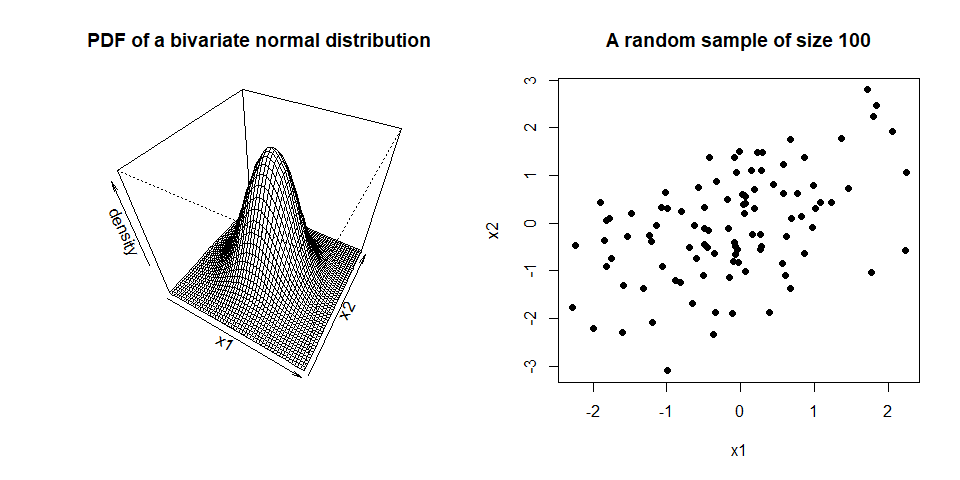 PDF of a bivariate normal distribution
density
x1
x2
A random sample of size 100
3
2
1
0
-1
-2
-3
x2
-2 -1 0 1 2
x1